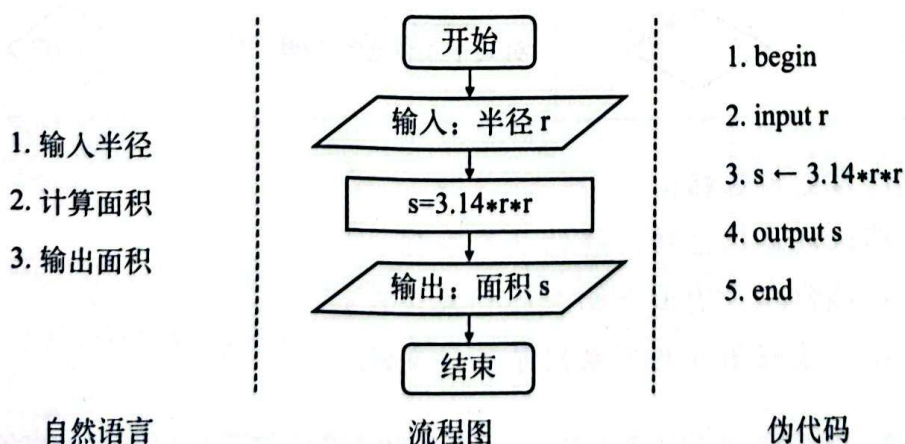 1. 输入半径
2. 计算面积
3. 输出面积
自然语言
开始
输入：半径 r
s=3.14*r*r
输出：面积 s
结束
流程图
1. begin
2. input r
3. s ← 3.14*r*r
4. output s
5. end
伪代码